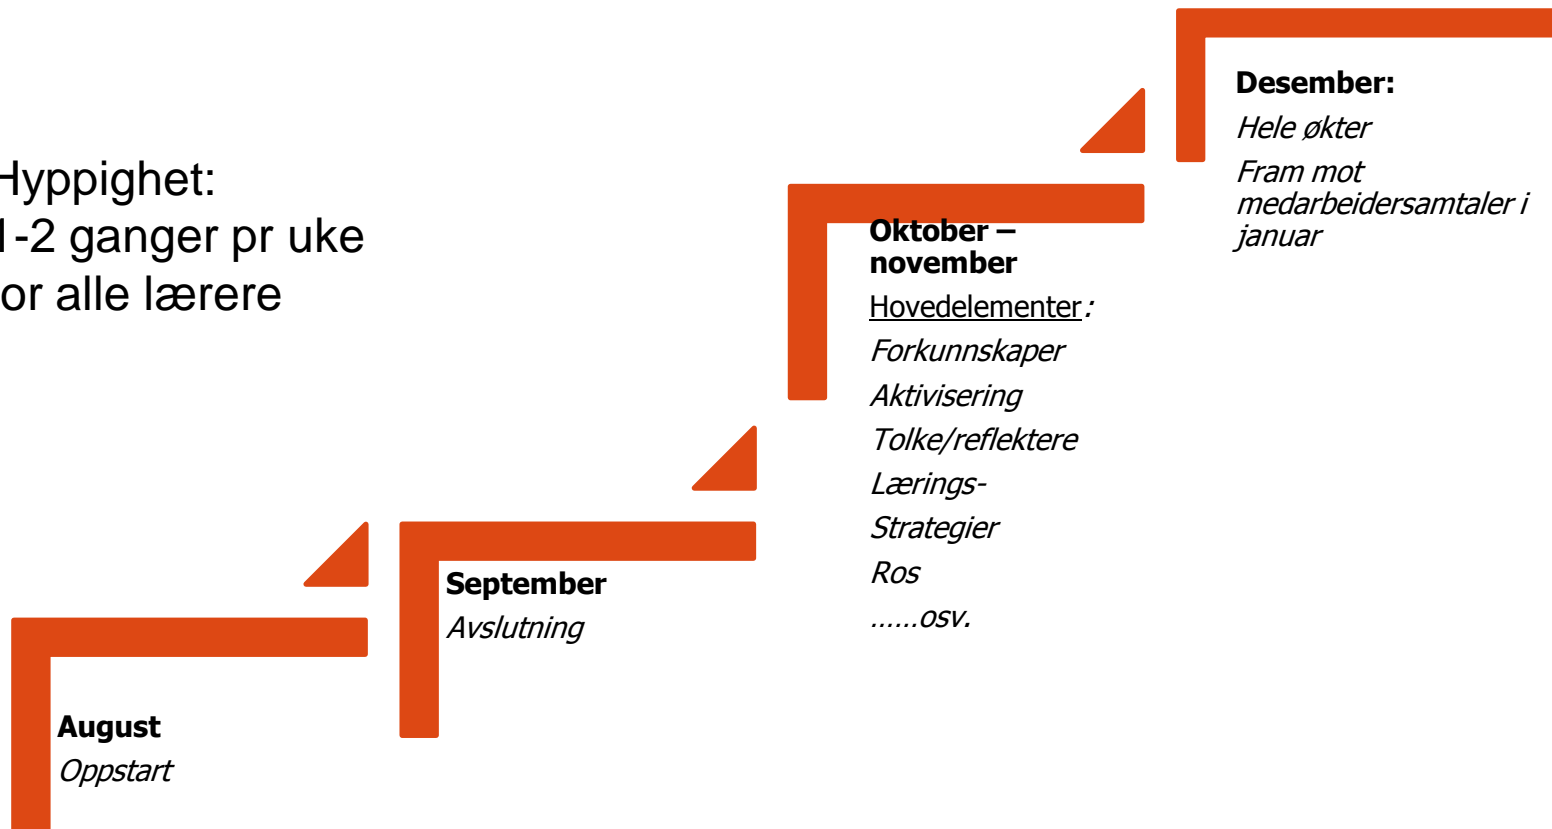 Hyppighet:
1-2 ganger pr uke
or alle lærere
August
Oppstart
September
Avslutning
Oktober –
november
Hovedelementer:
Forkunnskaper
Aktivisering
Tolke/reflektere
Lærings-
Strategier
Ros
......osv.
Desember:
Hele økter
Fram mot
medarbeidersamtaler i
januar